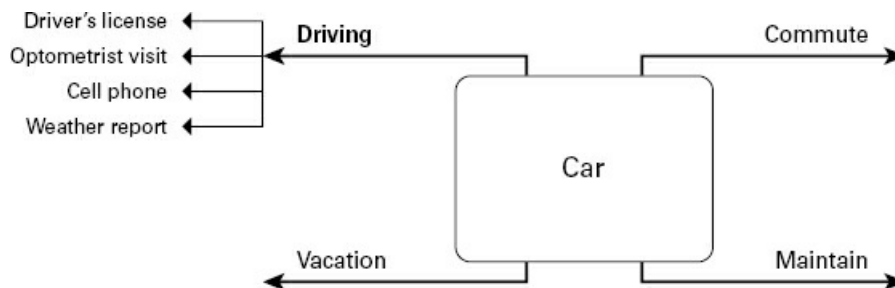 Driver's license
Optometrist visit
Cell phone
Weather report
Driving
Commute
Car
Vacation
Maintain